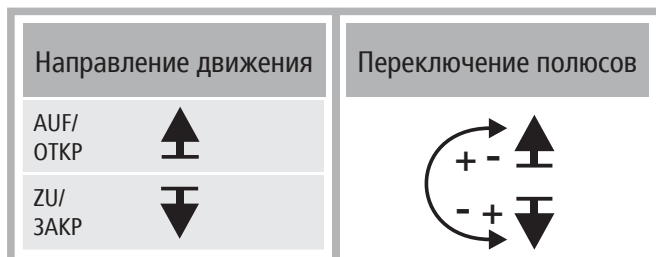 Направление движения
Переключение полюсов
AUF/
ОТКР
ZU/
ЗАКР
+ -
- +